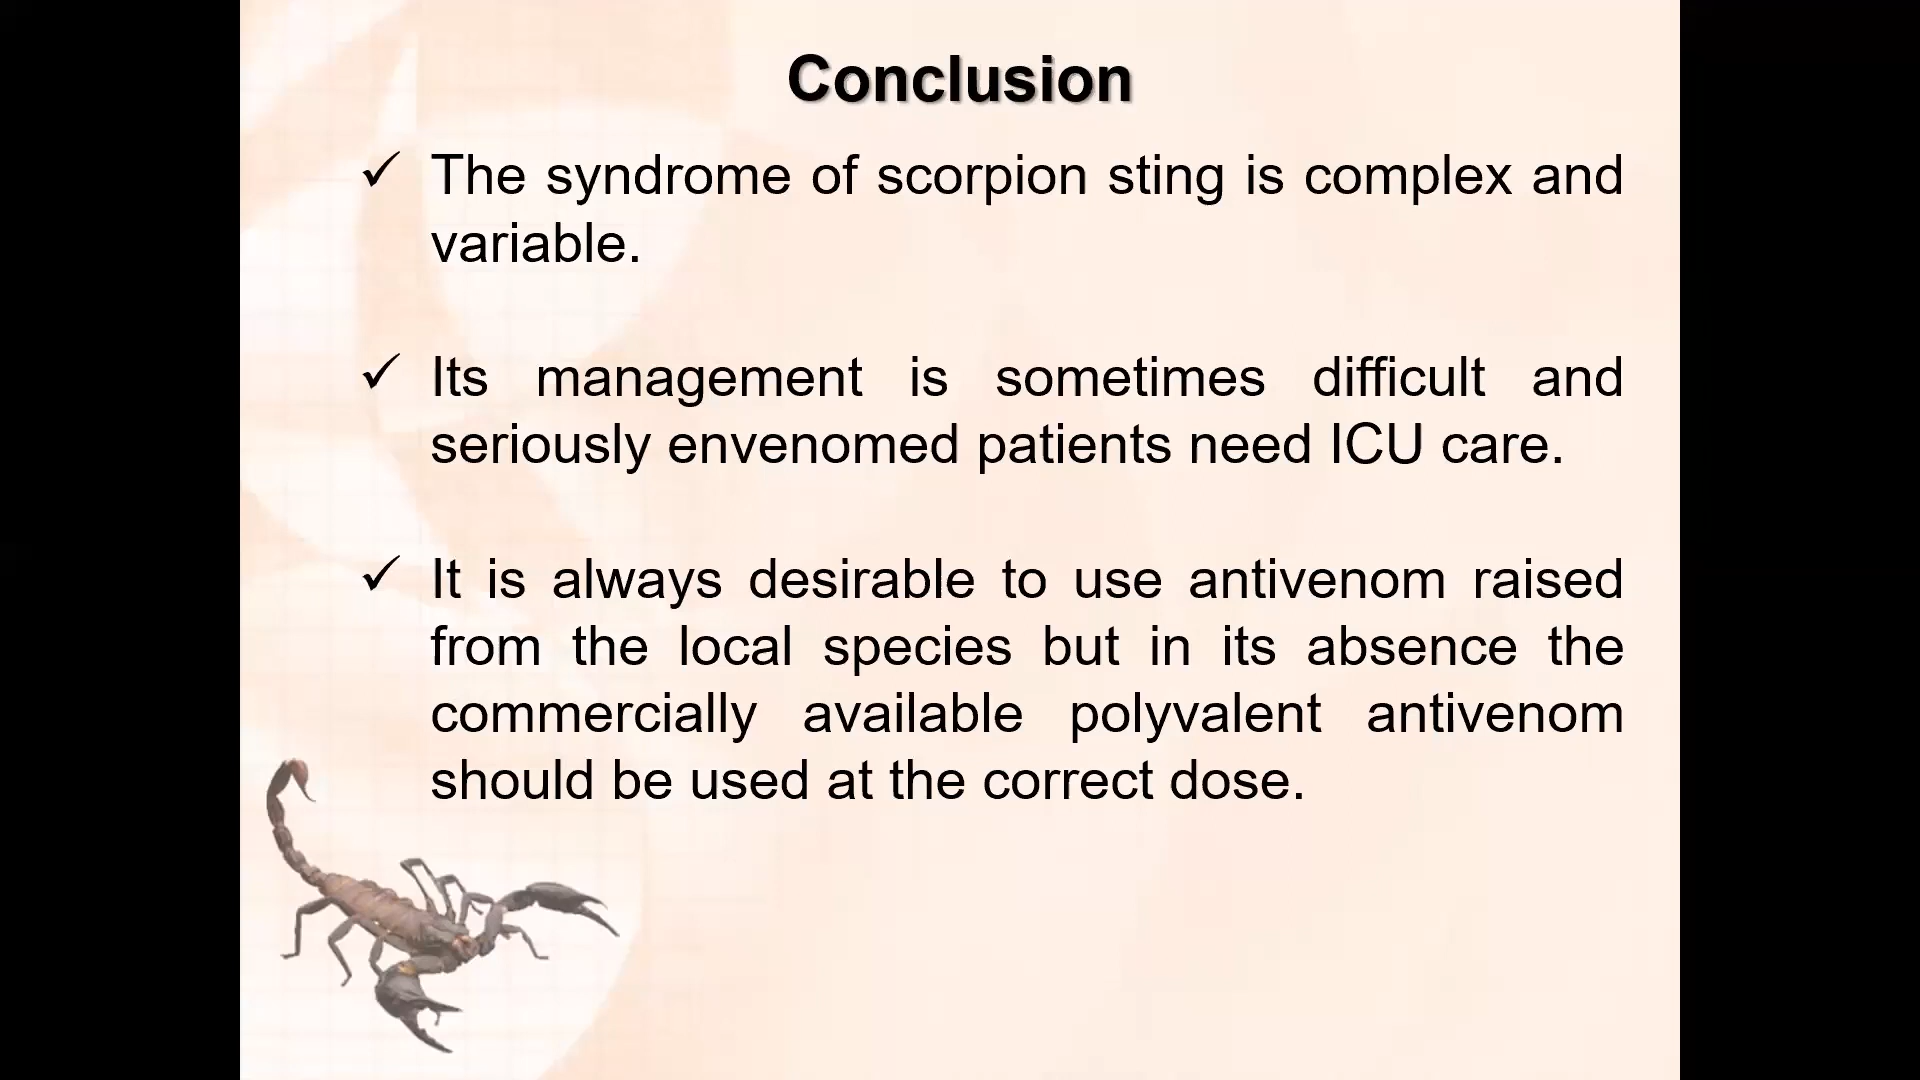 Conclusion
✓ The syndrome of scorpion sting is complex and
variable.
✓ Its management is sometimes difficult and
seriously envenomed patients need ICU care.
✓ It is always desirable to use antivenom raised
from the local species but in its absence the
commercially available polyvalent antivenom
should be used at the correct dose.